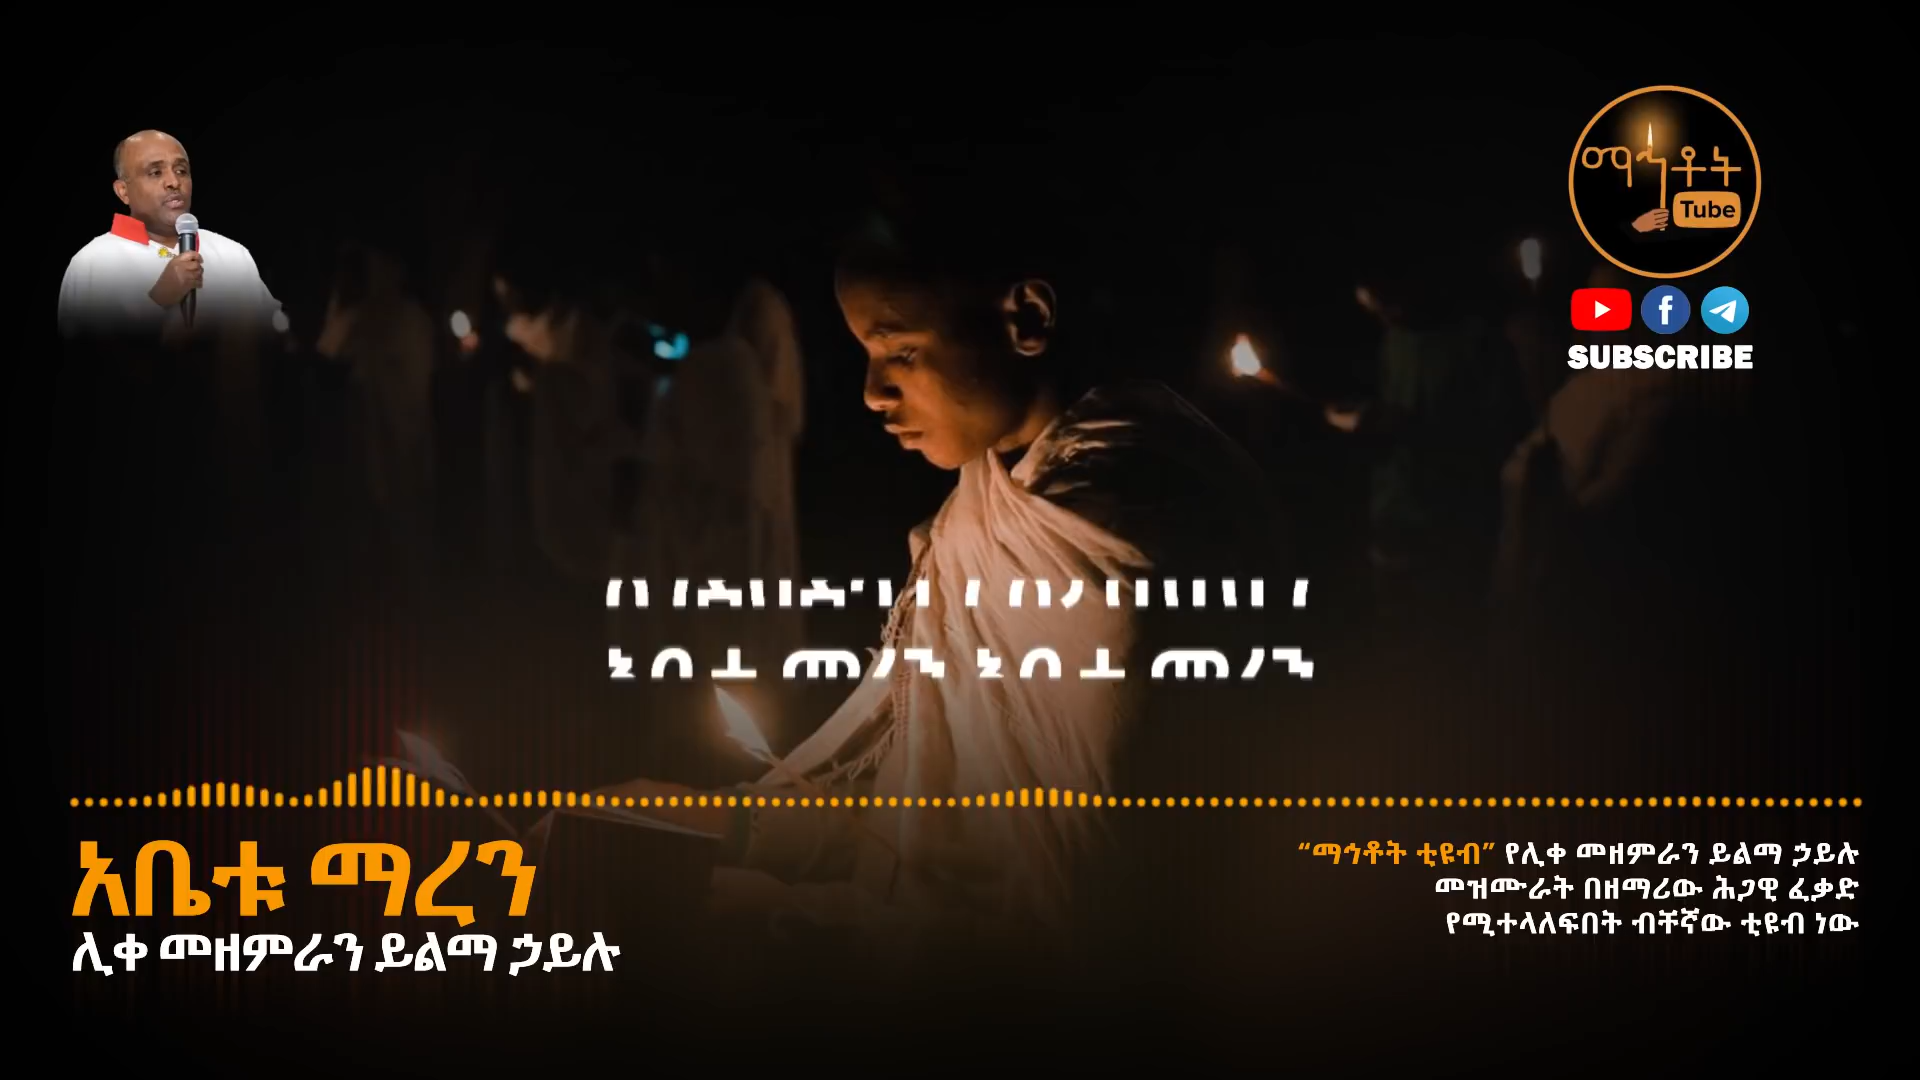 ማኅቶት
Tube
SUBSCRIBE
አቤቱ ማረን
ሊቀ መዘምራን ይልማ ኃይሉ
“ማኅቶት ቲዩብ” የሊቀ መዘምራን ይልማ ኃይሉ
መዝሙራት በዘማሪው ሕጋዊ ፈቃድ
የሚተላለፍበት ብቸኛው ቲዩብ ነው